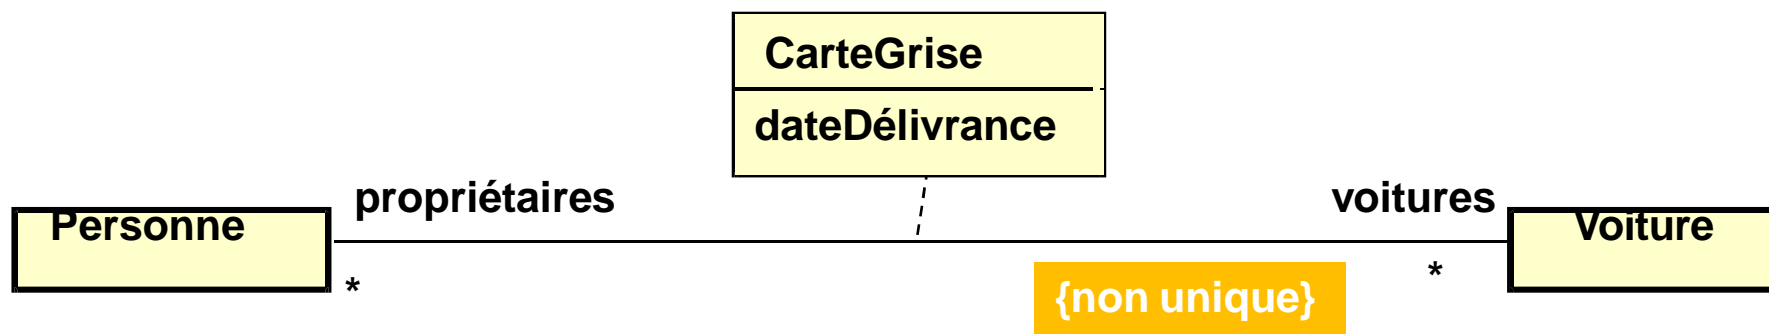 CarteGrise
dateDélivrance
propriétaires
voitures
Personne
Voiture
*
*
{non unique}